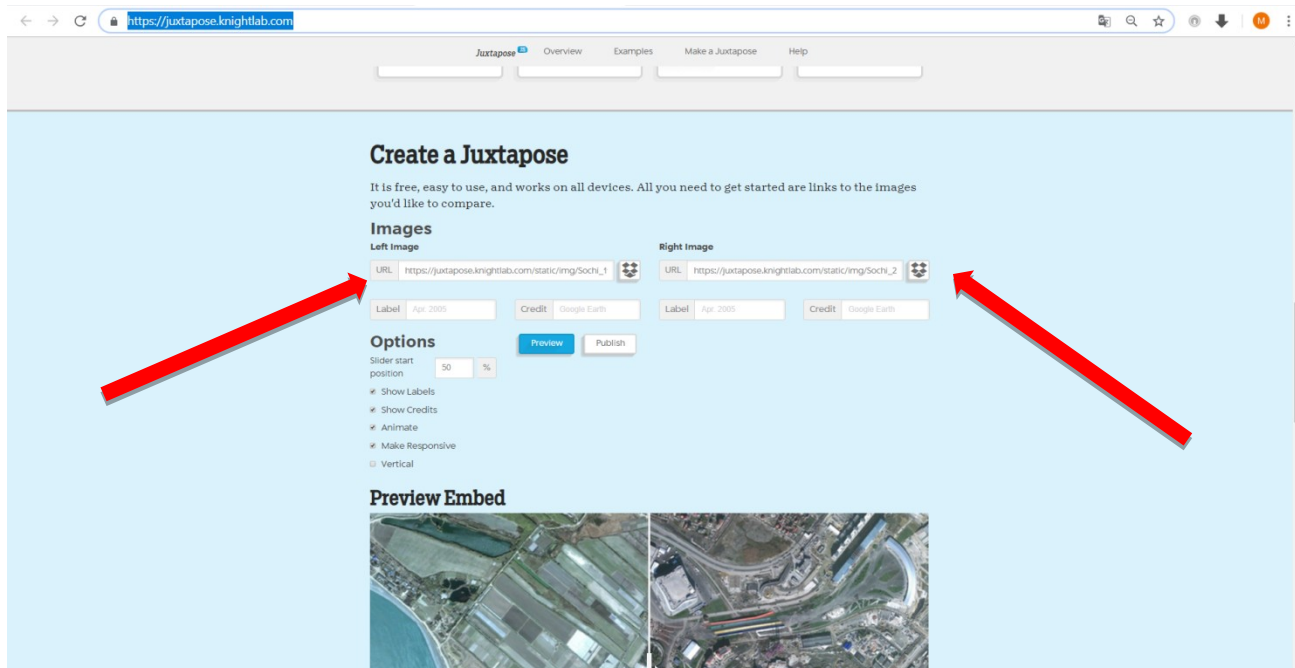 https://juxtapose.knightlab.com
M
Juxtapose JS Overview Examples Make a Juxtapose Help
Create a Juxtapose
It is free, easy to use, and works on all devices. All you need to get started are links to the images
you'd like to compare.
Images
Left Image Right Image
URL https://juxtapose.knightlab.com/static/img/Sochi_1 URL https://juxtapose.knightlab.com/static/img/Sochi_2
Label Apr. 2005 Credit Google Earth Label Apr. 2005 Credit Google Earth
Options Preview Publish
Slider start
position 50 %
Show Labels
Show Credits
Animate
Make Responsive
Vertical
Preview Embed